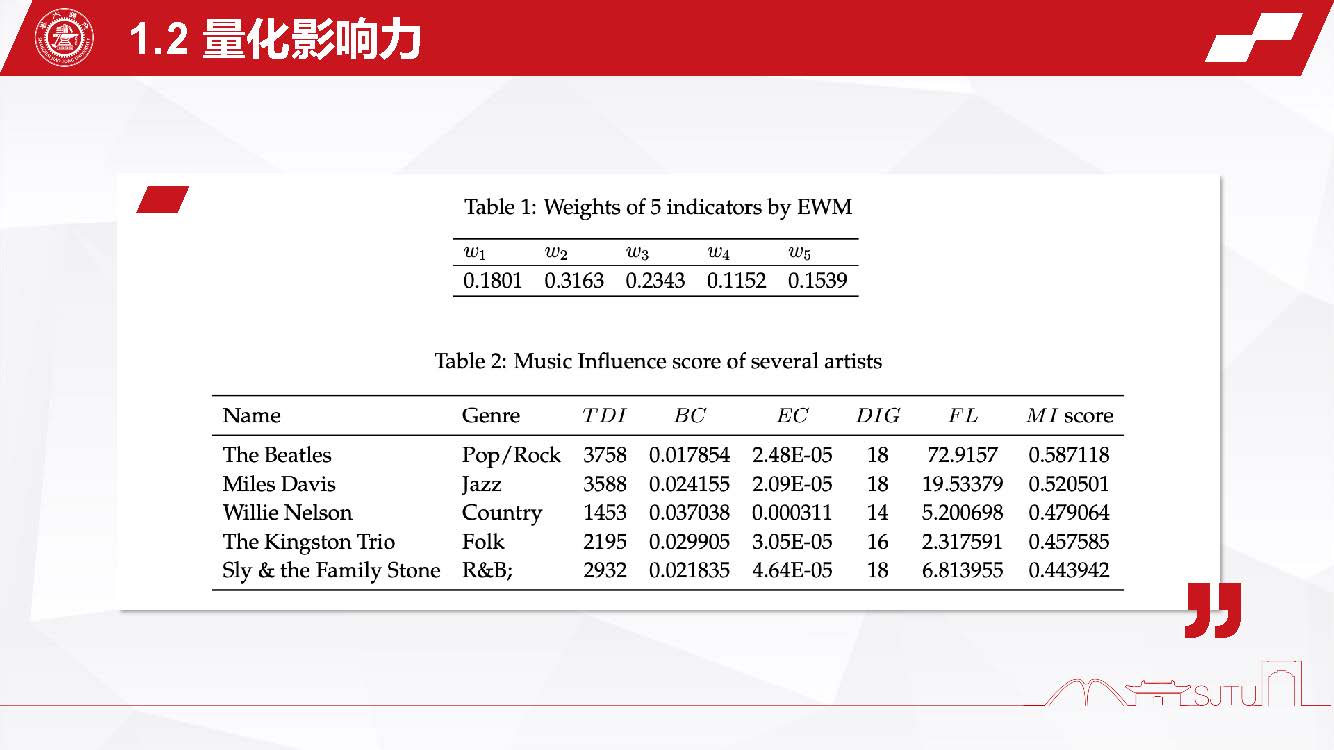 1.2 量化影响力
Table 1: Weights of 5 indicators by EWM
w1 w2 w3 w4 w5
0.1801 0.3163 0.2343 0.1152 0.1539
Table 2: Music Influence score of several artists
Name Genre TDI BC EC DIG FL MI score
The Beatles Pop/Rock 3758 0.017854 2.48E-05 18 72.9157 0.587118
Miles Davis Jazz 3588 0.024155 2.09E-05 18 19.53379 0.520501
Willie Nelson Country 1453 0.037038 0.000311 14 5.200698 0.479064
The Kingston Trio Folk 2195 0.029905 3.05E-05 16 2.317591 0.457585
Sly & the Family Stone R&B; 2932 0.021835 4.64E-05 18 6.813955 0.443942
SJTU